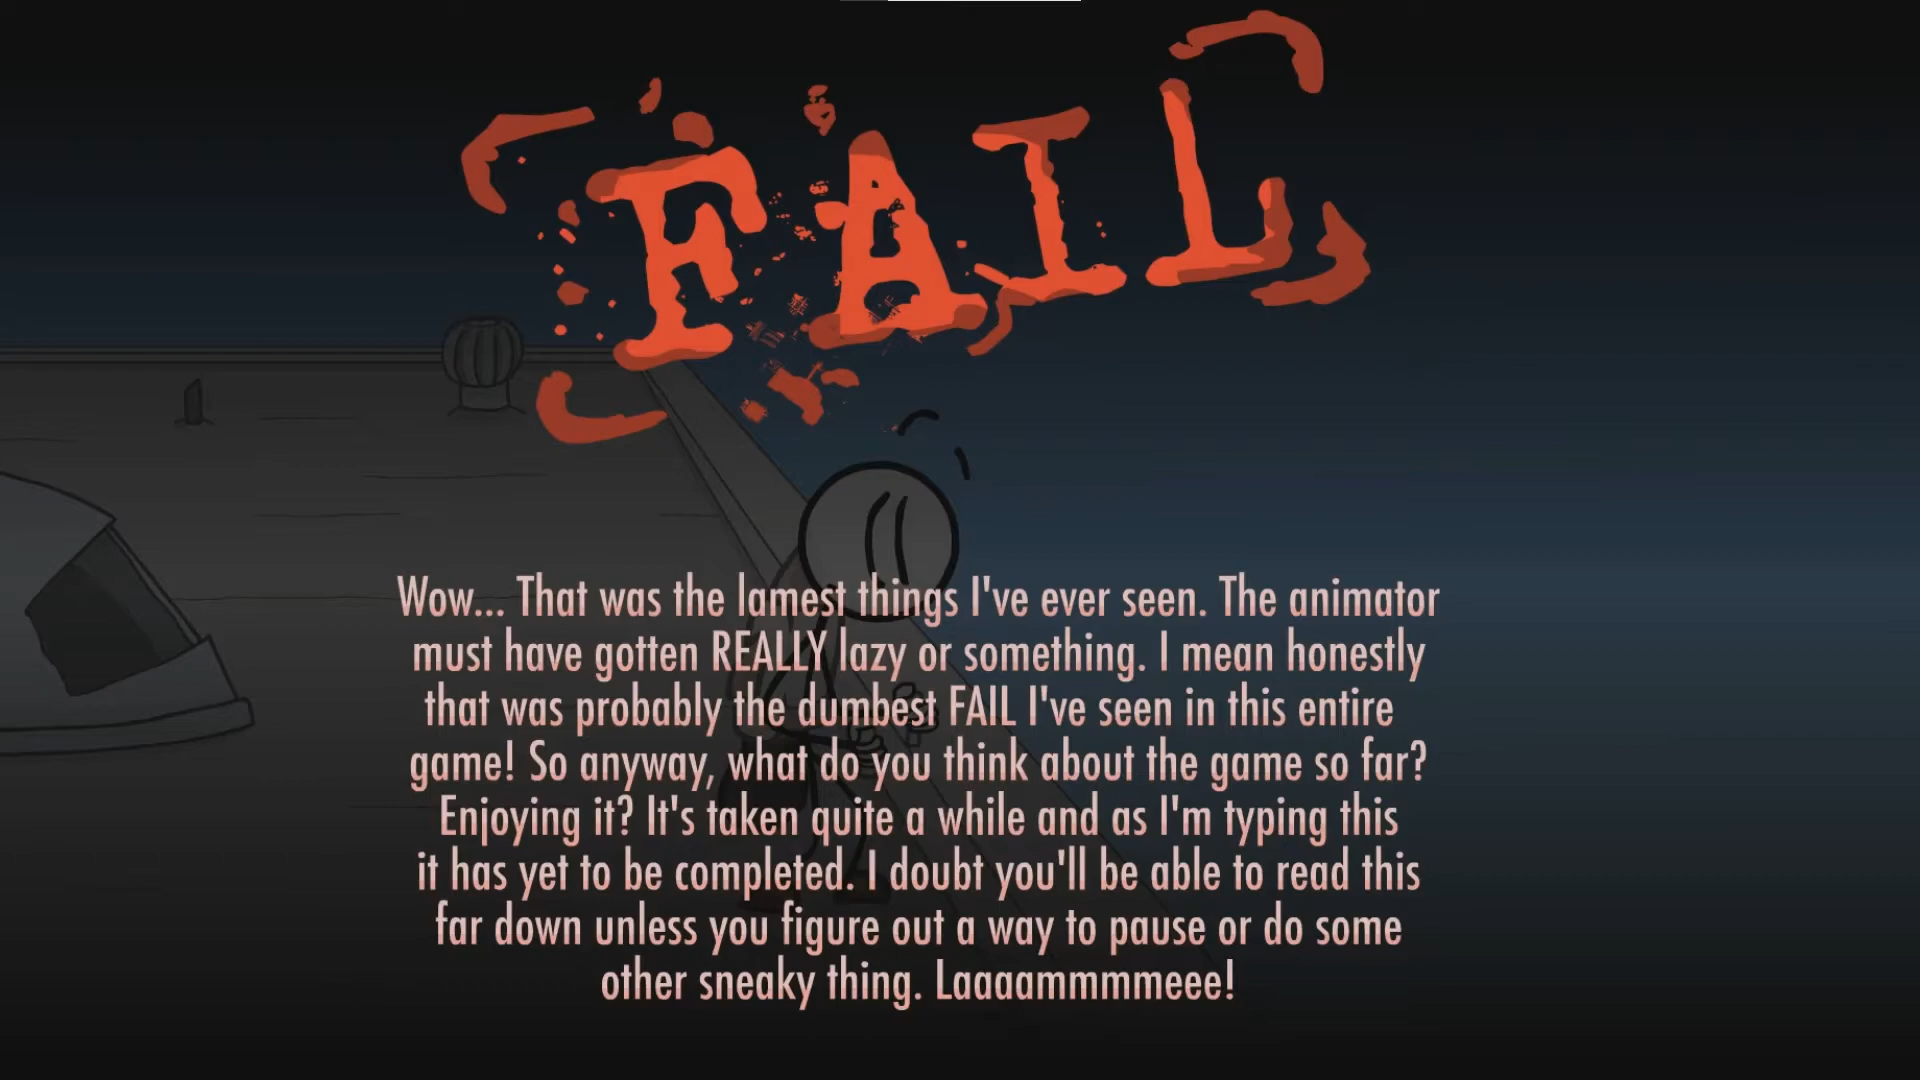 FAIL
Wow... That was the lamest things I've ever seen. The animator
must have gotten REALLY lazy or something. I mean honestly
that was probably the dumbest FAIL I've seen in this entire
game! So anyway, what do you think about the game so far?
Enjoying it? It's taken quite a while and as I'm typing this
it has yet to be completed. I doubt you'll be able to read this
far down unless you figure out a way to pause or do some
other sneaky thing. Laaaammmmeee!